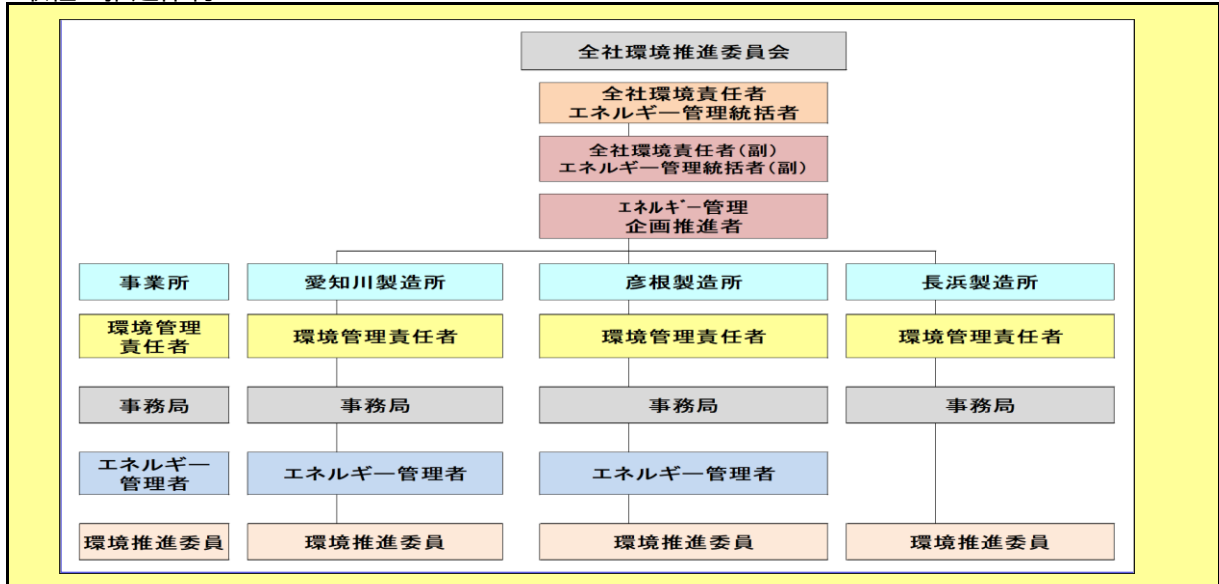 全社環境推進委員会
全社環境責任者
エネルギー管理統括者
全社環境責任者(副)
エネルギー管理統括者(副)
ｴﾈﾙｷﾞｰ管理
企画推進者
事業所 愛知川製造所 彦根製造所 長浜製造所
環境管理
責任者
環境管理責任者 環境管理責任者 環境管理責任者
事務局 事務局 事務局 事務局
エネルギー
管理者
エネルギー管理者 エネルギー管理者
環境推進委員 環境推進委員 環境推進委員 環境推進委員